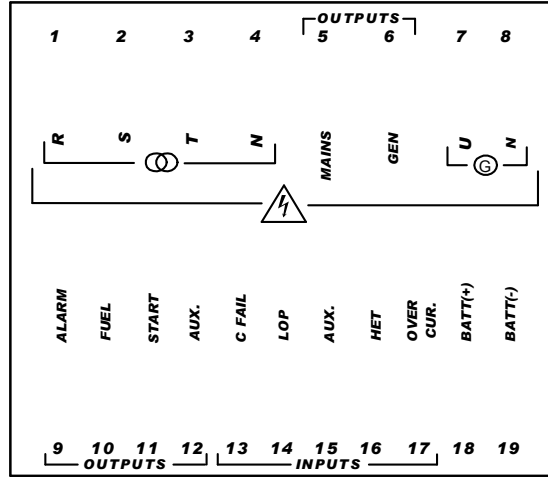 OUTPUTS
1 2 3 4 5 6 7 8
R S T N MAINS GEN U N
G
ALARM FUEL START AUX. C FAIL LOP AUX. HET OVER CUR. BATT(+) BATT(-)
9 10 11 12 13 14 15 16 17 18 19
OUTPUTS INPUTS